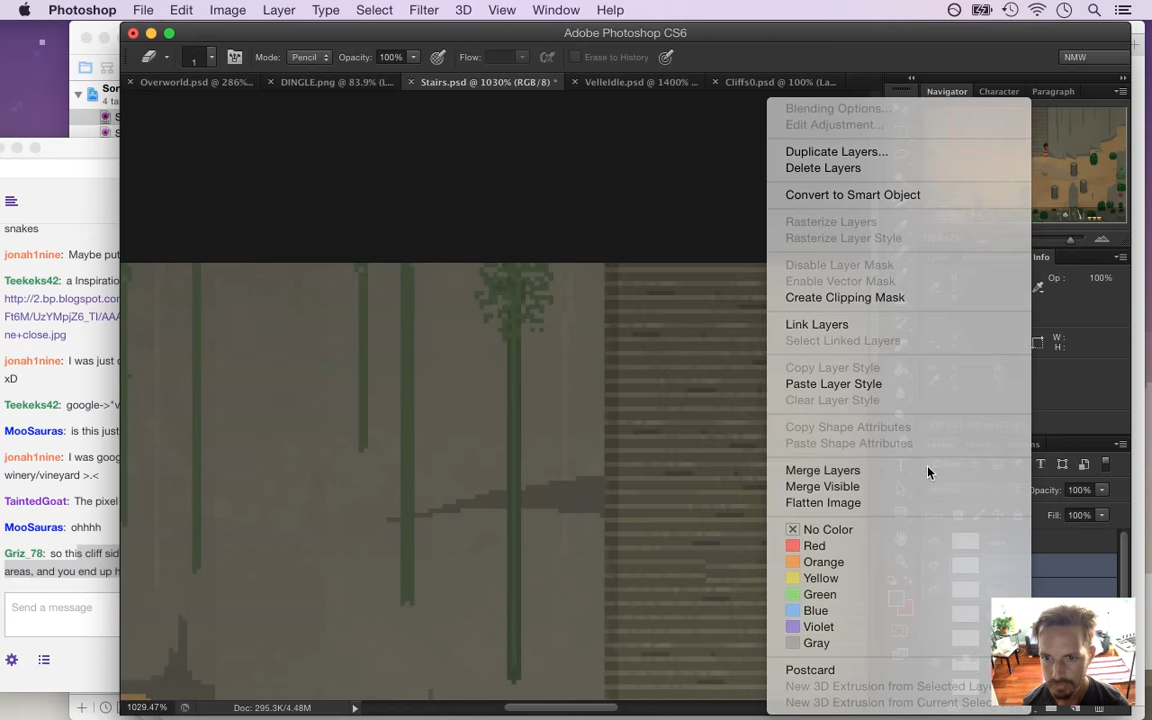 Photoshop File Edit Image Layer Type Select Filter 3D View Window Help
Adobe Photoshop CS6
1 Mode: Pencil Opacity: 100% Flow: Erase to History NMW
× Overworld.psd @ 286%... × DINGLE.png @ 83.9% (L... × Stairs.psd @ 1030% (RGB/8) * × VelleIdle.psd @ 1400% ... × Cliffs0.psd @ 100% (La...
Son
4 ta
S
S
snakes
jonah1nine: Maybe put
Teekeks42: a Inspiratio
http://2.bp.blogspot.com
Ft6M/UzYMpjZ6_TI/AAA
ne+close.jpg
jonah1nine: I was just c
xD
Teekeks42: google->"v
MooSauras: is this just
jonah1nine: I was goog
winery/vineyard >.<
TaintedGoat: The pixel
MooSauras: ohhhh
Griz_78: so this cliff sid
areas, and you end up h
Send a message
Blending Options...
Edit Adjustment...
Duplicate Layers...
Delete Layers
Convert to Smart Object
Rasterize Layers
Rasterize Layer Style
Disable Layer Mask
Enable Vector Mask
Create Clipping Mask
Link Layers
Select Linked Layers
Copy Layer Style
Paste Layer Style
Clear Layer Style
Copy Shape Attributes
Paste Shape Attributes
Merge Layers
Merge Visible
Flatten Image
No Color
Red
Orange
Yellow
Green
Blue
Violet
Gray
Postcard
New 3D Extrusion from Selected Lay
New 3D Extrusion from Current Selec
Navigator Character Paragraph
Info
Op : 100%
W :
H :
Opacity: 100%
Fill: 100%
1029.47% Doc: 295.3K/4.48M